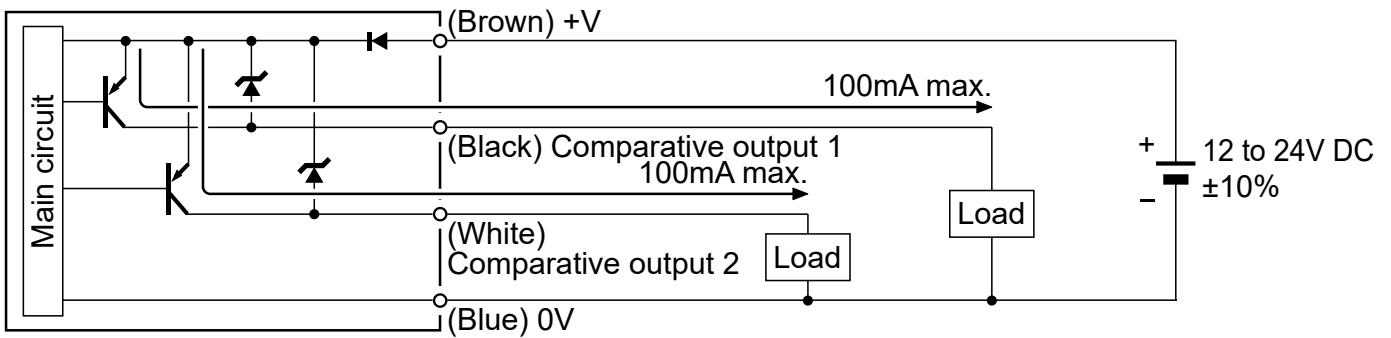 (Brown) +V
100mA max.
Main circuit
(Black) Comparative output 1
100mA max.
+
12 to 24V DC
±10%
−
Load
(White)
Comparative output 2
Load
(Blue) 0V